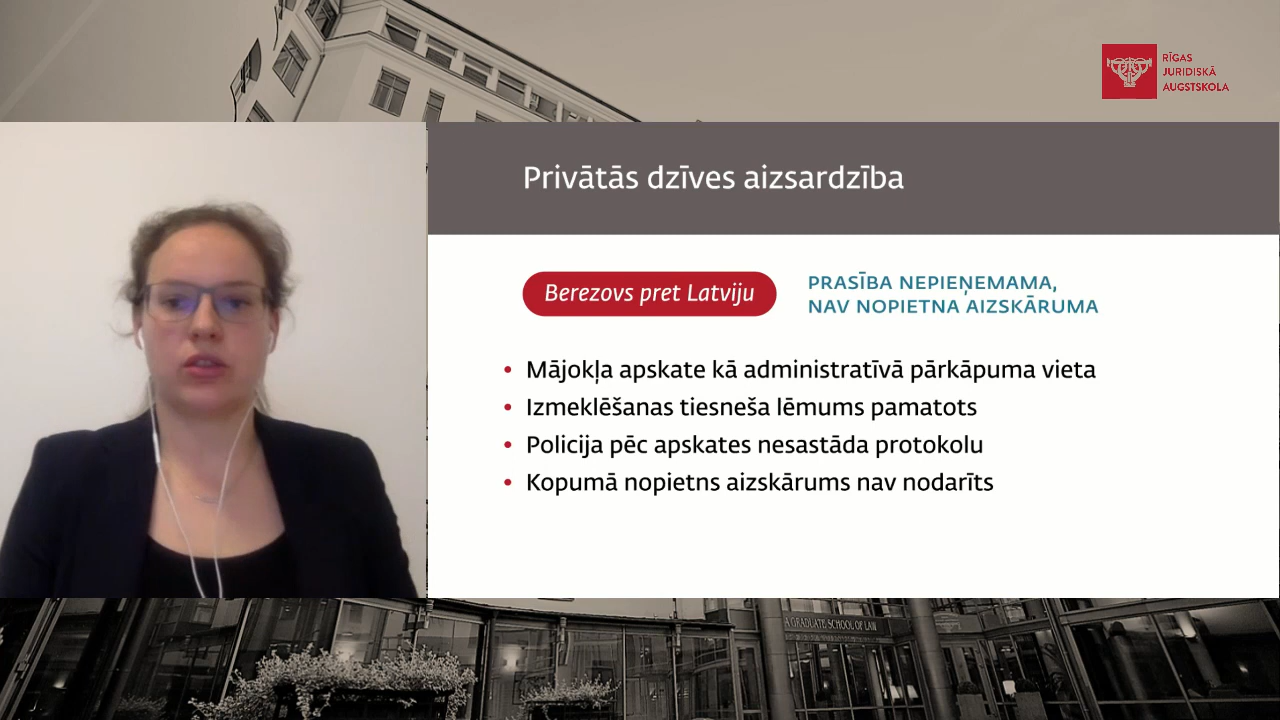 RĪGAS
JURIDISKĀ
AUGSTSKOLA
Privātās dzīves aizsardzība
Berezovs pret Latviju
PRASĪBA NEPIEŅEMAMA,
NAV NOPIETNA AIZSKĀRUMA
• Mājokļa apskate kā administratīvā pārkāpuma vieta
• Izmeklēšanas tiesneša lēmums pamatots
• Policija pēc apskates nesastāda protokolu
• Kopumā nopietns aizskārums nav nodarīts
A GRADUATE SCHOOL OF LAW